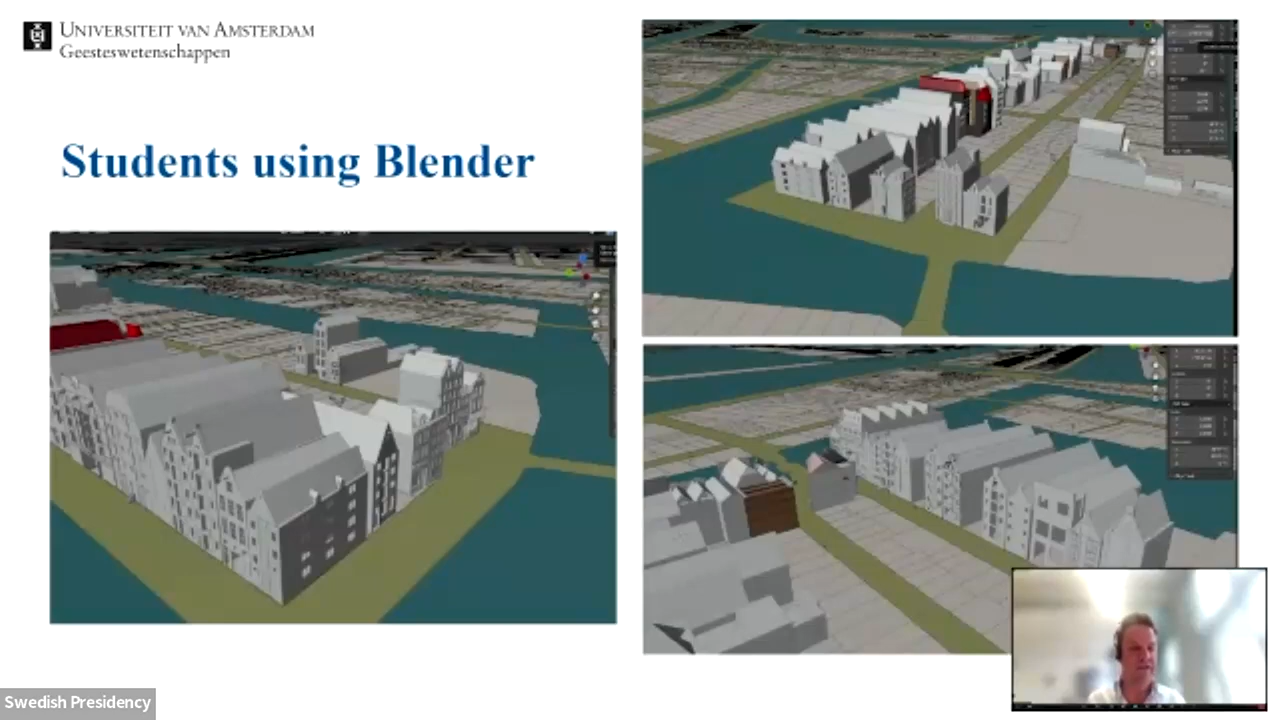 UNIVERSITEIT VAN AMSTERDAM
Geesteswetenschappen
Students using Blender
Swedish Presidency